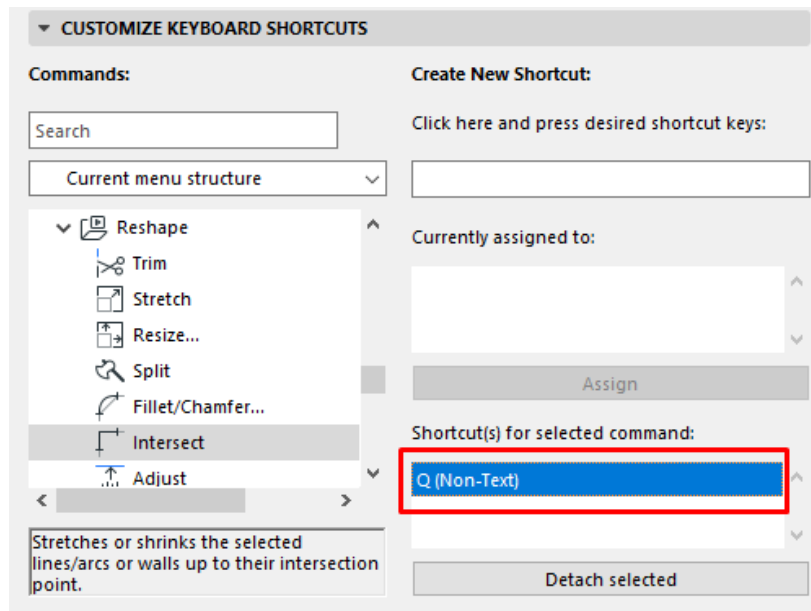 CUSTOMIZE KEYBOARD SHORTCUTS
Commands:
Search
Current menu structure
Reshape
Trim
Stretch
Resize...
Split
Fillet/Chamfer...
Intersect
Adjust
Stretches or shrinks the selected
lines/arcs or walls up to their intersection
point.
Create New Shortcut:
Click here and press desired shortcut keys:
Currently assigned to:
Assign
Shortcut(s) for selected command:
Q (Non-Text)
Detach selected